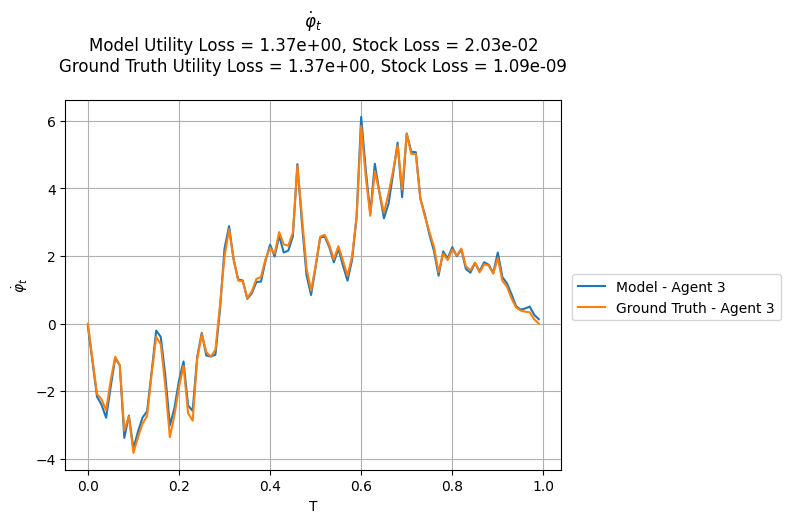 φ̇ₜ
Model Utility Loss = 1.37e+00, Stock Loss = 2.03e-02
Ground Truth Utility Loss = 1.37e+00, Stock Loss = 1.09e-09
6
4
2
0
−2
−4
φ̇ₜ
0.0 0.2 0.4 0.6 0.8 1.0
T
Model - Agent 3
Ground Truth - Agent 3